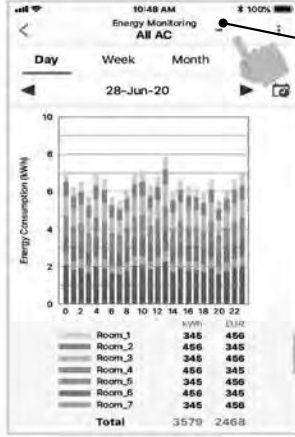 10:48 AM 100%
Energy Monitoring
All AC
Day Week Month
28-Jun-20
Energy Consumption (kWh)
10
8
6
4
2
0
0 2 4 6 8 10 12 14 16 18 20 22
kWh EUR
Room_1 345 456
Room_2 456 345
Room_3 345 456
Room_4 456 345
Room_5 345 456
Room_6 456 345
Room_7 345 456
Total 3579 2468